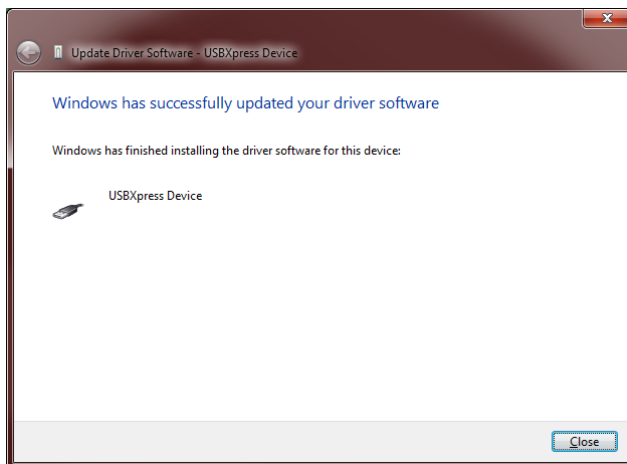 Update Driver Software - USBXpress Device
Windows has successfully updated your driver software
Windows has finished installing the driver software for this device:
USBXpress Device
Close